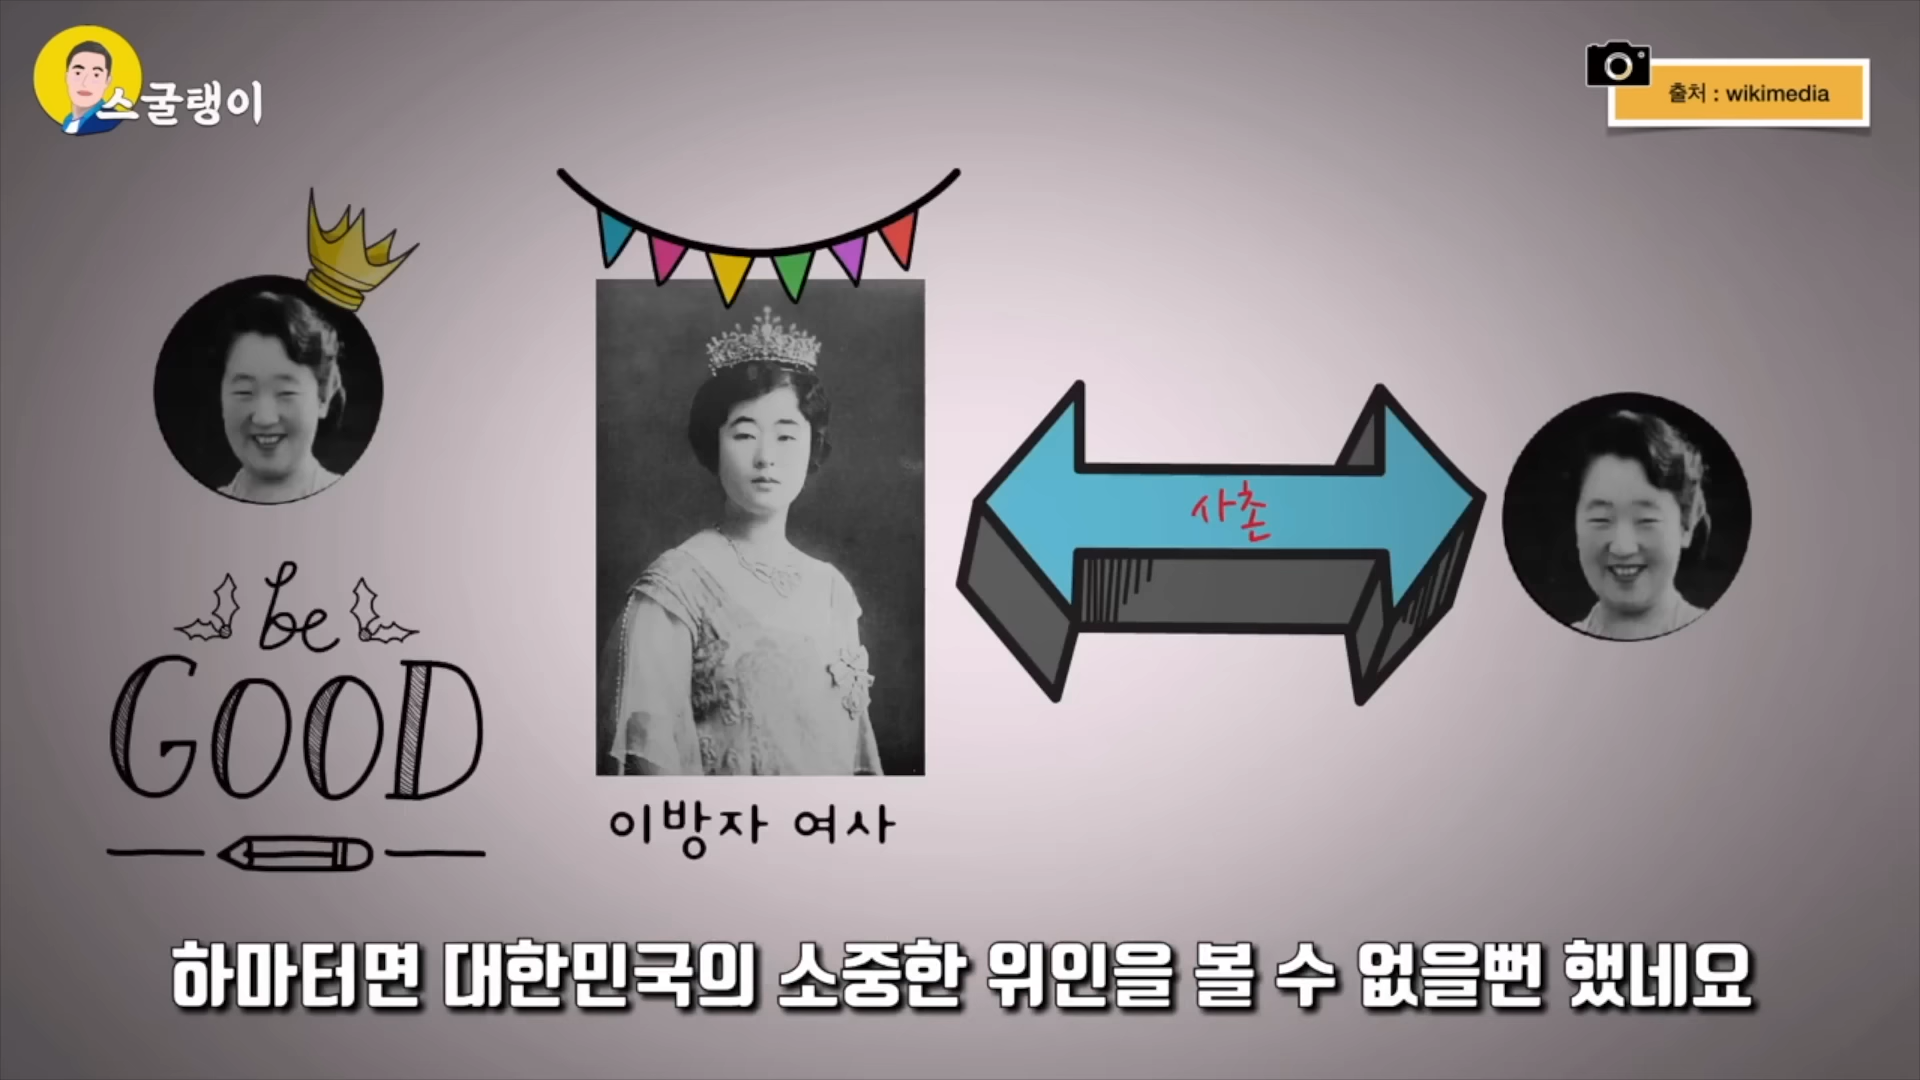 스굴탱이
출처 : wikimedia
be
GOOD
사촌
이방자 여사
하마터면 대한민국의 소중한 위인을 볼 수 없을뻔 했네요